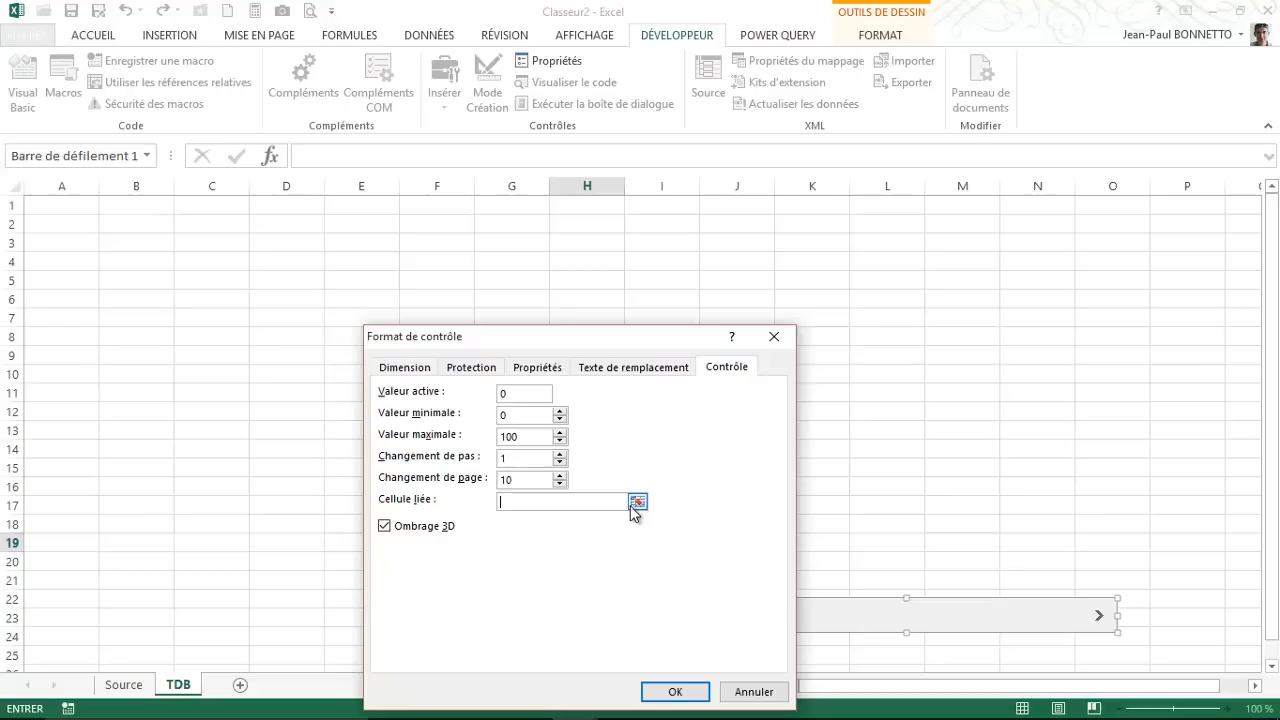 Classeur2 - Excel
OUTILS DE DESSIN
ACCUEIL INSERTION MISE EN PAGE FORMULES DONNÉES RÉVISION AFFICHAGE DÉVELOPPEUR POWER QUERY FORMAT Jean-Paul BONNETTO
Visual Basic
Macros
Enregistrer une macro
Utiliser les références relatives
Sécurité des macros
Code
Compléments
Compléments COM
Compléments
Insérer
Mode Création
Propriétés
Visualiser le code
Exécuter la boîte de dialogue
Contrôles
Source
Propriétés du mappage
Kits d'extension
Actualiser les données
Importer
Exporter
XML
Panneau de documents
Modifier
Barre de défilement 1
fx
A B C D E F G H I J K L M N O P
1
2
3
4
5
6
7
8
9
10
11
12
13
14
15
16
17
18
19
20
21
22
23
24
25
Format de contrôle ?
Dimension Protection Propriétés Texte de remplacement Contrôle
Valeur active : 0
Valeur minimale : 0
Valeur maximale : 100
Changement de pas : 1
Changement de page : 10
Cellule liée :
Ombrage 3D
OK Annuler
Source TDB
ENTRER 100 %